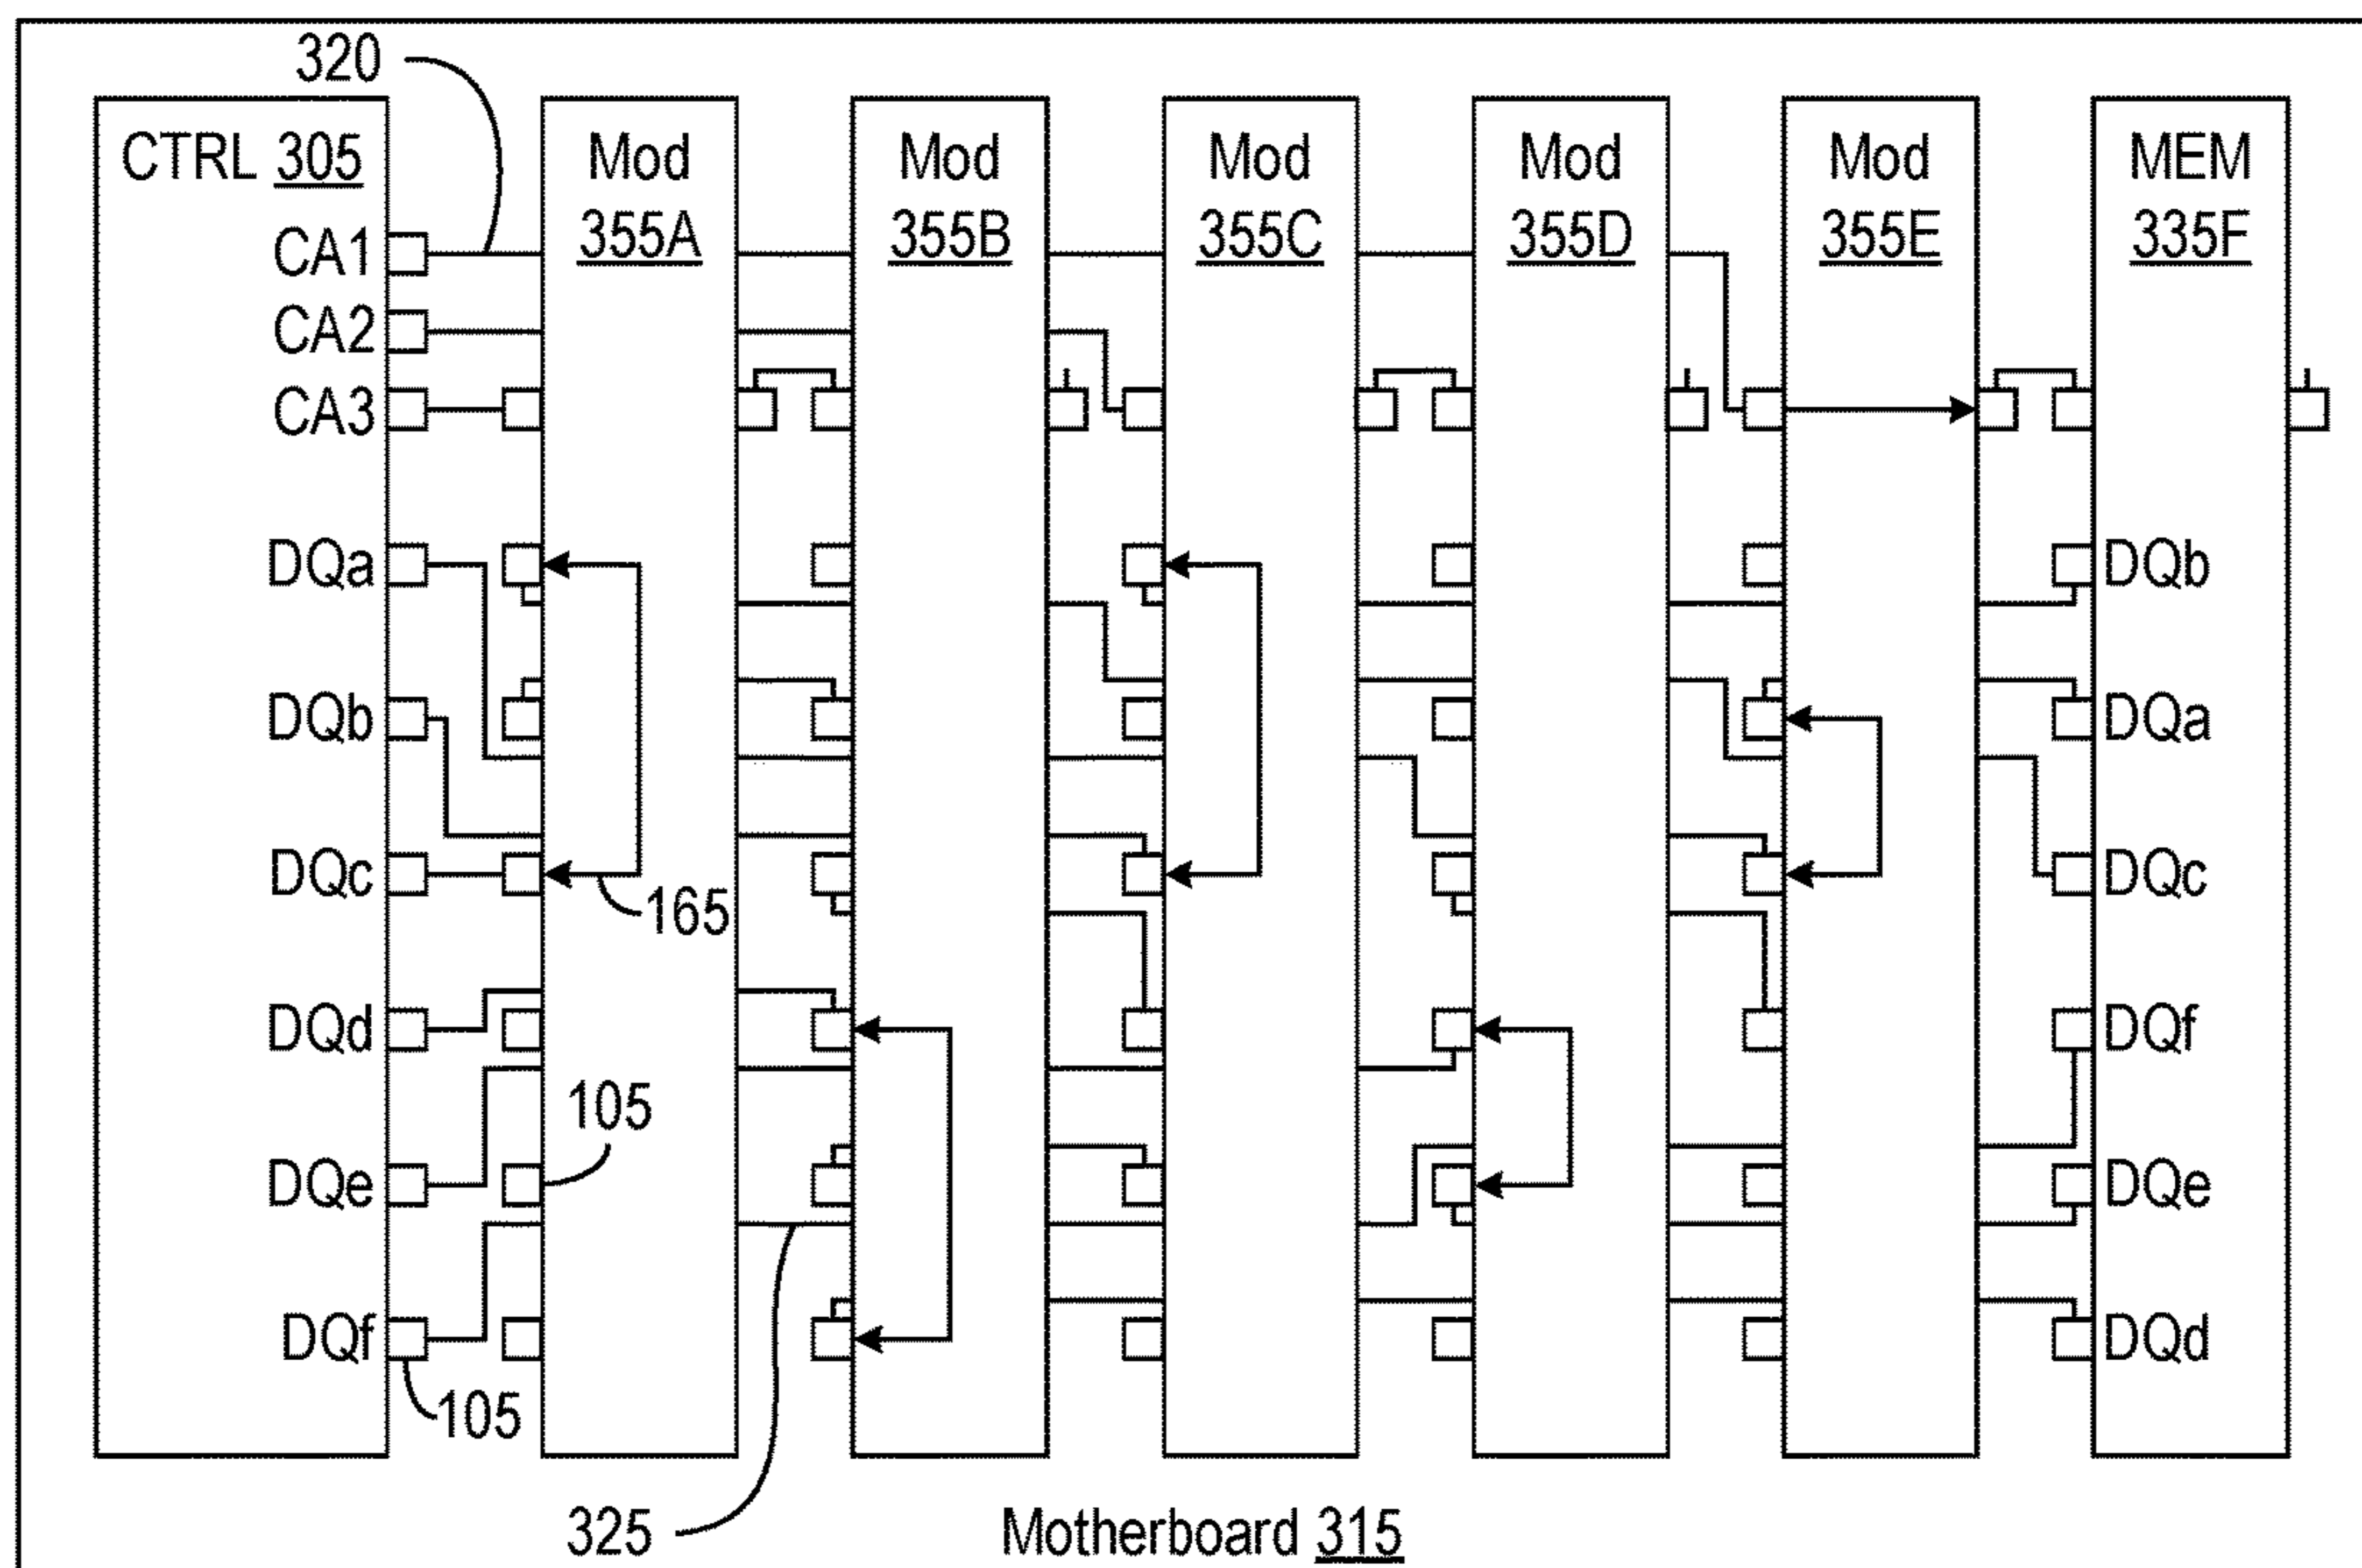 320
CTRL 305
Mod
355A
Mod
355B
Mod
355C
Mod
355D
Mod
355E
MEM
335F
CA1
CA2
CA3
DQa
DQb
DQc
DQd
DQe
DQf
165
105
105
325
DQb
DQa
DQc
DQf
DQe
DQd
Motherboard 315